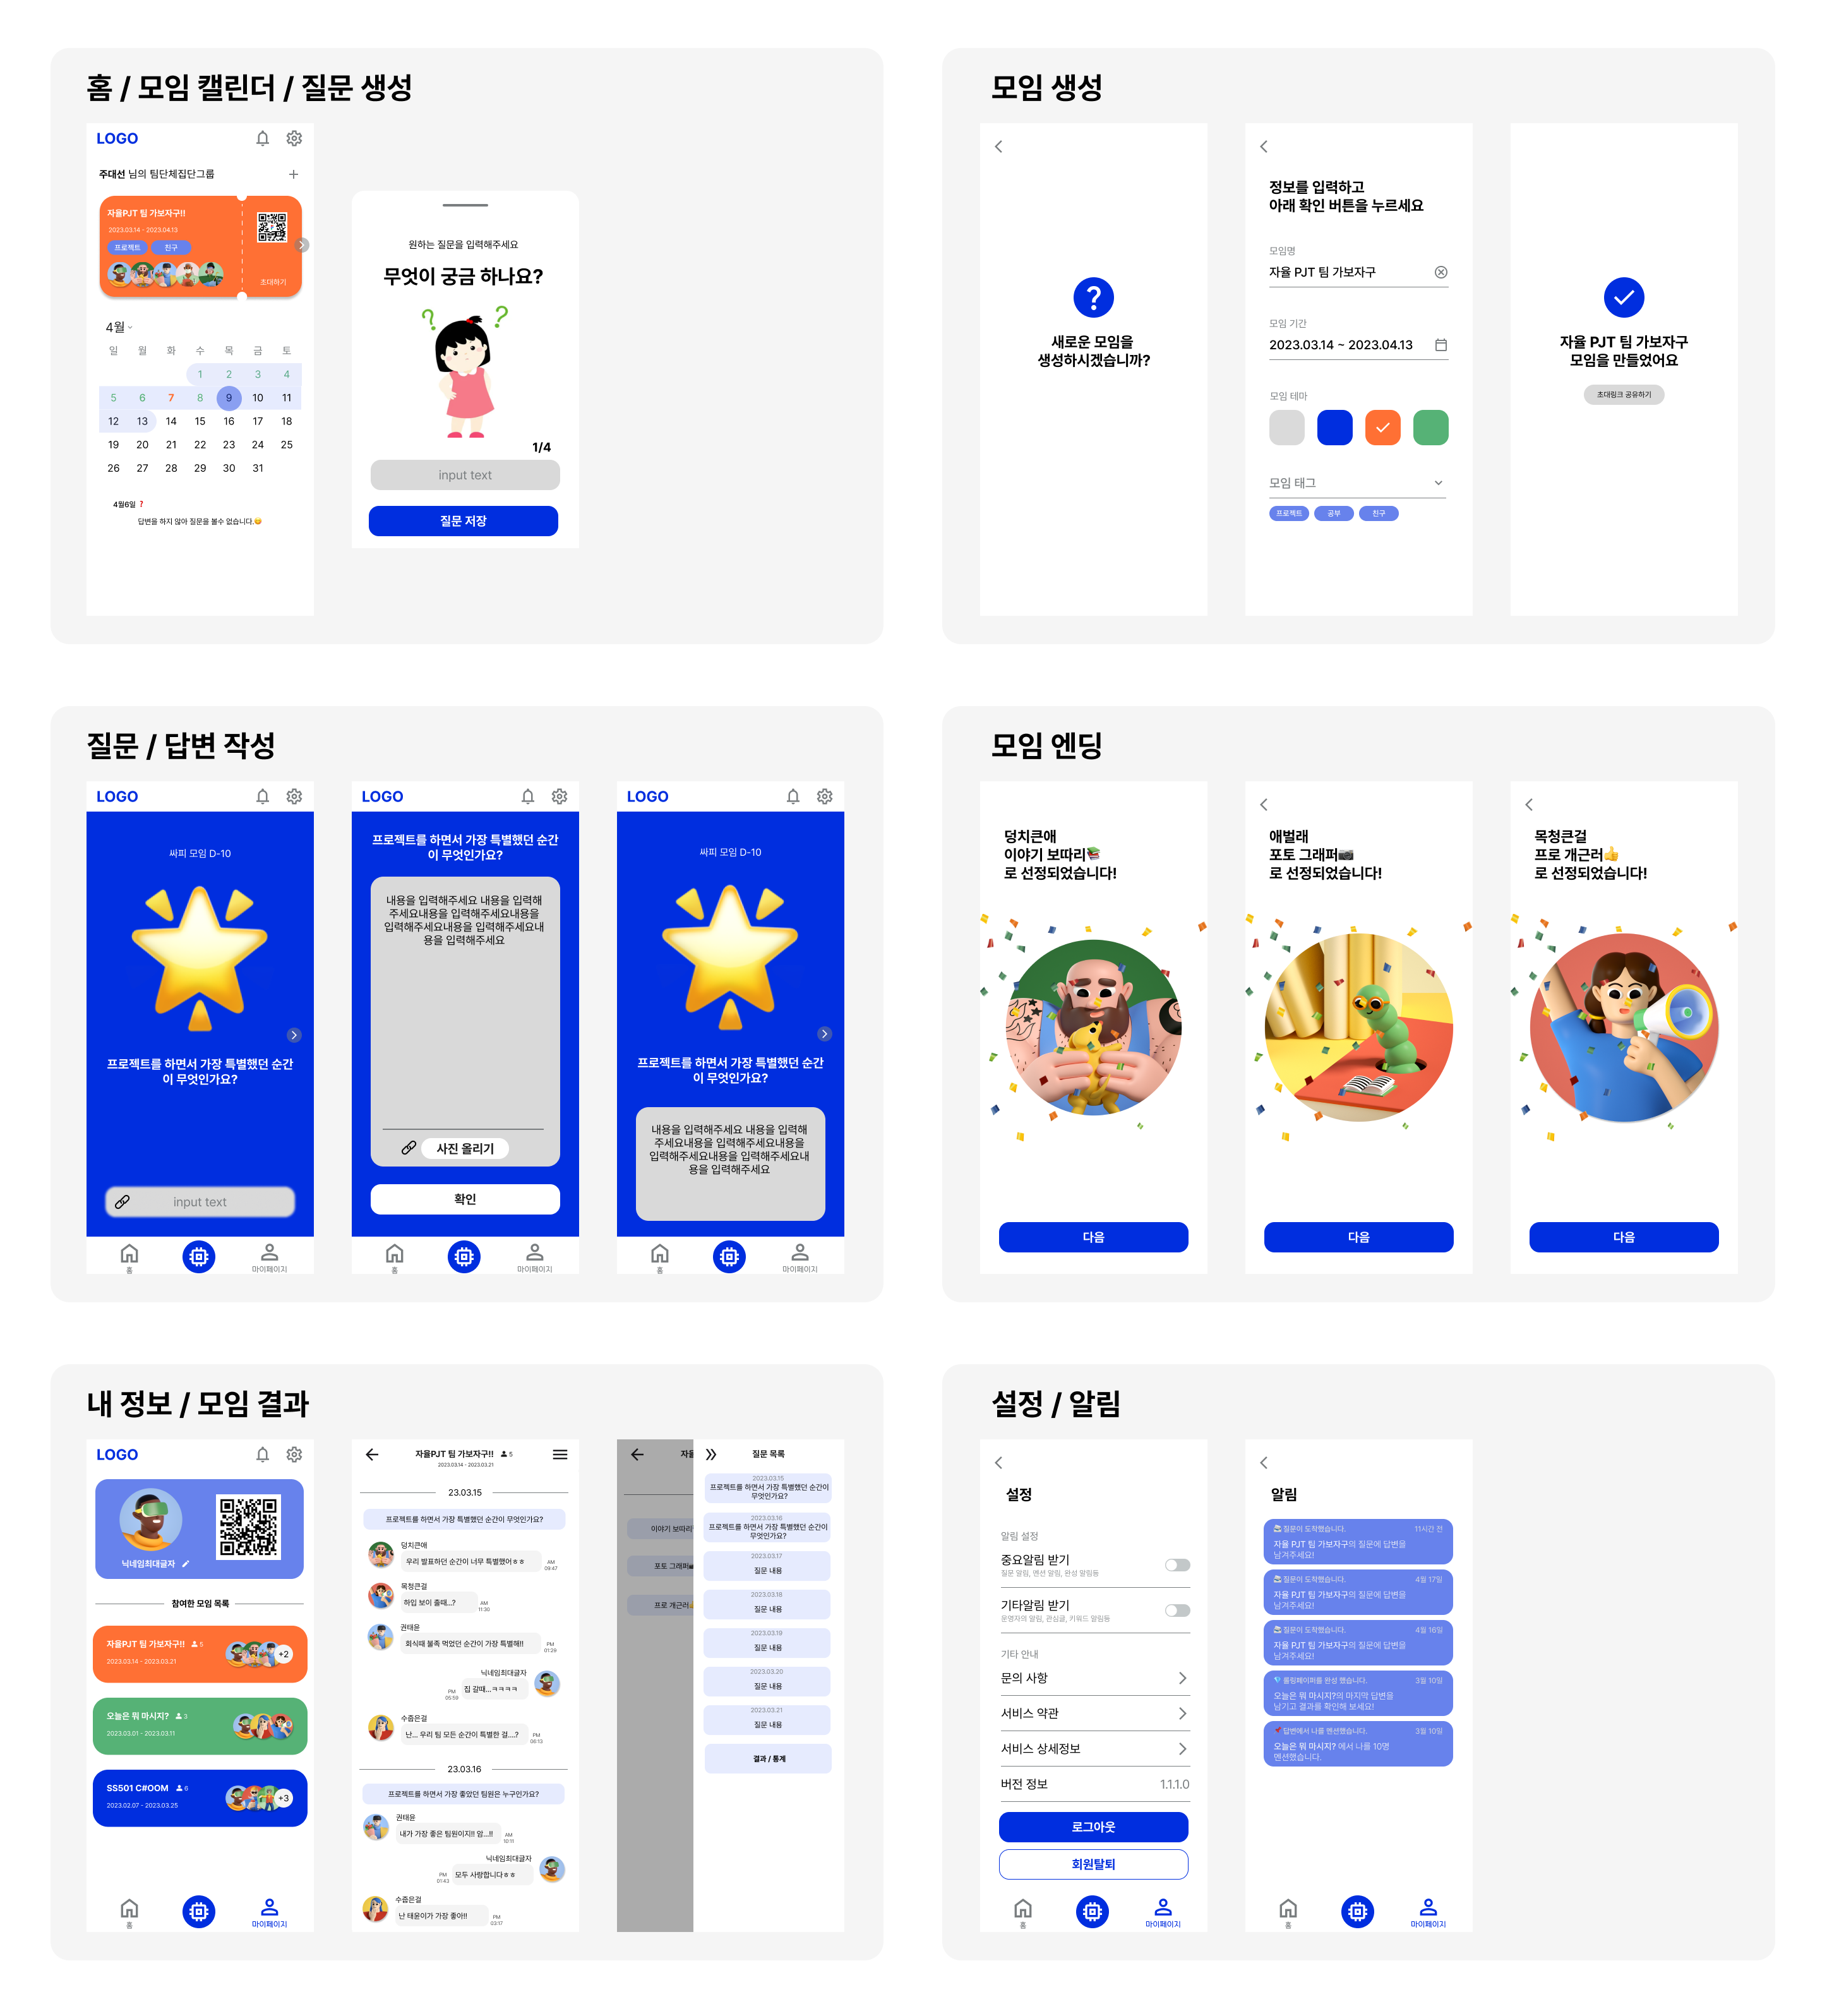 홈 / 모임 캘린더 / 질문 생성
LOGO
주대선 님의 팀단체집단그룹
자율PJT 팀 가보자구!!
2023.03.14 - 2023.04.13
프로젝트 친구
초대하기
4월
일 월 화 수 목 금 토
1 2 3 4
5 6 7 8 9 10 11
12 13 14 15 16 17 18
19 20 21 22 23 24 25
26 27 28 29 30 31
4월6일 ❓
답변을 하지 않아 질문을 볼수 없습니다.
원하는 질문을 입력해주세요
무엇이 궁금 하나요?
1/4
input text
질문 저장
모임 생성
새로운 모임을
생성하시겠습니까?
정보를 입력하고
아래 확인 버튼을 누르세요
모임명
자율 PJT 팀 가보자구
모임 기간
2023.03.14 ~ 2023.04.13
모임 테마
모임 태그
프로젝트 공부 친구
자율 PJT 팀 가보자구
모임을 만들었어요
초대링크 공유하기
질문 / 답변 작성
LOGO
싸피 모임 D-10
프로젝트를 하면서 가장 특별했던 순간
이 무엇인가요?
input text
홈 마이페이지
LOGO
프로젝트를 하면서 가장 특별했던 순간
이 무엇인가요?
내용을 입력해주세요 내용을 입력해
주세요내용을 입력해주세요내용을
입력해주세요내용을 입력해주세요내
용을 입력해주세요
사진 올리기
확인
홈 마이페이지
LOGO
싸피 모임 D-10
프로젝트를 하면서 가장 특별했던 순간
이 무엇인가요?
내용을 입력해주세요 내용을 입력해
주세요내용을 입력해주세요내용을
입력해주세요내용을 입력해주세요내
용을 입력해주세요
홈 마이페이지
모임 엔딩
덩치큰애
이야기 보따리📚
로 선정되었습니다!
다음
애벌래
포토 그래퍼📷
로 선정되었습니다!
다음
목청큰걸
프로 개근러👍
로 선정되었습니다!
다음
내 정보 / 모임 결과
LOGO
닉네임최대글자
참여한 모임 목록
자율PJT 팀 가보자구!! 5
2023.03.14 - 2023.03.21
+2
오늘은 뭐 마시지? 3
2023.03.01 - 2023.03.11
SS501 C#OOM 6
2023.02.07 - 2023.03.25
+3
홈 마이페이지
자율PJT 팀 가보자구!! 5
2023.03.14 - 2023.03.21
23.03.15
프로젝트를 하면서 가장 특별했던 순간이 무엇인가요?
덩치큰애
우리 발표하던 순간이 너무 특별했어ㅎㅎ
AM
09:47
목청큰걸
하입 보이 출때...?
AM
11:30
권태윤
회식때 불족 먹었던 순간이 가장 특별해!!
PM
01:29
닉네임최대글자
집 갈때...ㅋㅋㅋㅋ
PM
05:59
수줍은걸
난... 우리 팀 모든 순간이 특별한 걸....?
PM
06:13
23.03.16
프로젝트를 하면서 가장 좋았던 팀원은 누구인가요?
권태윤
내가 가장 좋은 팀원이지!! 암...!!
AM
10:11
닉네임최대글자
모두 사랑합니다ㅎㅎ
PM
01:43
수줍은걸
난 태윤이가 가장 좋아!!
PM
03:17
자율
이야기 보따리
포토 그래퍼
프로 개근러
질문 목록
2023.03.15
프로젝트를 하면서 가장 특별했던 순간이
무엇인가요?
2023.03.16
프로젝트를 하면서 가장 특별했던 순간이
무엇인가요?
2023.03.17
질문 내용
2023.03.18
질문 내용
2023.03.19
질문 내용
2023.03.20
질문 내용
2023.03.21
질문 내용
결과 / 통계
설정 / 알림
설정
알림 설정
중요알림 받기
질문 알림, 멘션 알림, 완성 알림등
기타알림 받기
운영자의 알림, 관심글, 키워드 알림등
기타 안내
문의 사항
서비스 약관
서비스 상세정보
버전 정보 1.1.1.0
로그아웃
회원탈퇴
홈 마이페이지
알림
질문이 도착했습니다. 11시간 전
자율 PJT 팀 가보자구의 질문에 답변을
남겨주세요!
질문이 도착했습니다. 4월 17일
자율 PJT 팀 가보자구의 질문에 답변을
남겨주세요!
질문이 도착했습니다. 4월 16일
자율 PJT 팀 가보자구의 질문에 답변을
남겨주세요!
롤링페이퍼를 완성 했습니다. 3월 10일
오늘은 뭐 마시지?의 마지막 답변을
남기고 결과를 확인해 보세요!
답변에서 나를 멘션했습니다. 3월 10일
오늘은 뭐 마시지? 에서 나를 10명
멘션했습니다.
홈 마이페이지